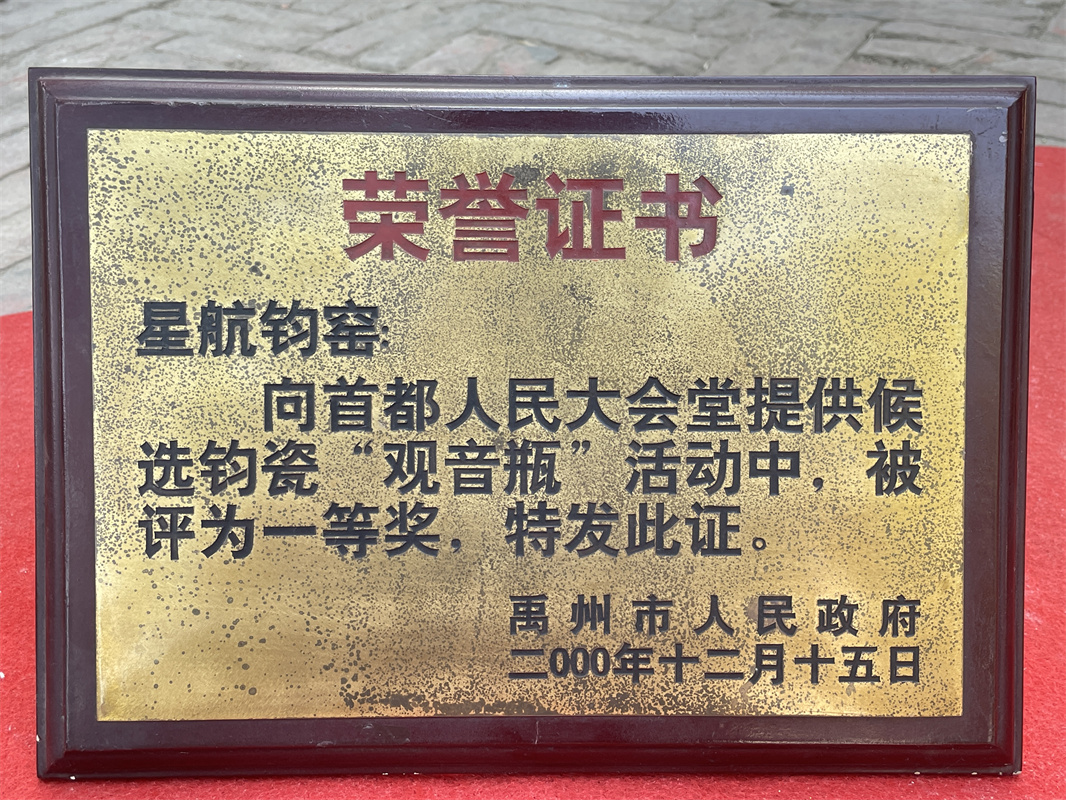 荣誉证书
星航钧窑:
向首都人民大会堂提供候
选钧瓷“观音瓶”活动中，被
评为一等奖，特发此证。
禹州市人民政府
二000年十二月十五日